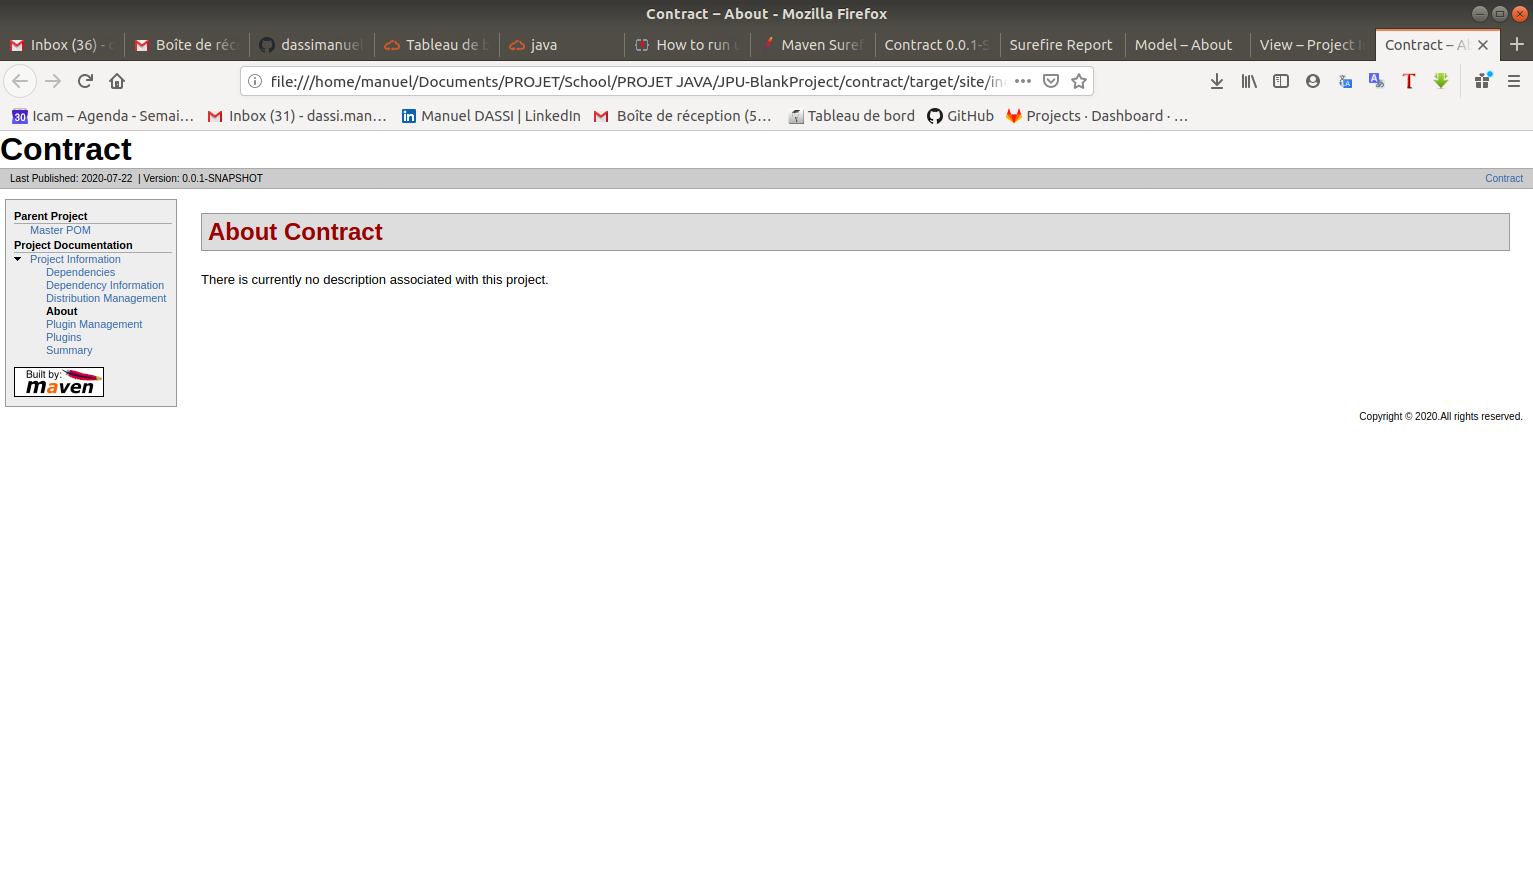 Contract – About - Mozilla Firefox
Inbox (36) - Boîte de réc dassimanuel Tableau de b java How to run u Maven Suref Contract 0.0.1-S Surefire Report Model – About View – Project I Contract – Ab
file:///home/manuel/Documents/PROJET/School/PROJET JAVA/JPU-BlankProject/contract/target/site/in
30 Icam – Agenda - Semai… Inbox (31) - dassi.man… Manuel DASSI | LinkedIn Boîte de réception (5… Tableau de bord GitHub Projects · Dashboard · …
Contract
Last Published: 2020-07-22 | Version: 0.0.1-SNAPSHOT Contract
Parent Project
Master POM
Project Documentation
Project Information
Dependencies
Dependency Information
Distribution Management
About
Plugin Management
Plugins
Summary
Built by:
maven
About Contract
There is currently no description associated with this project.
Copyright © 2020.All rights reserved.